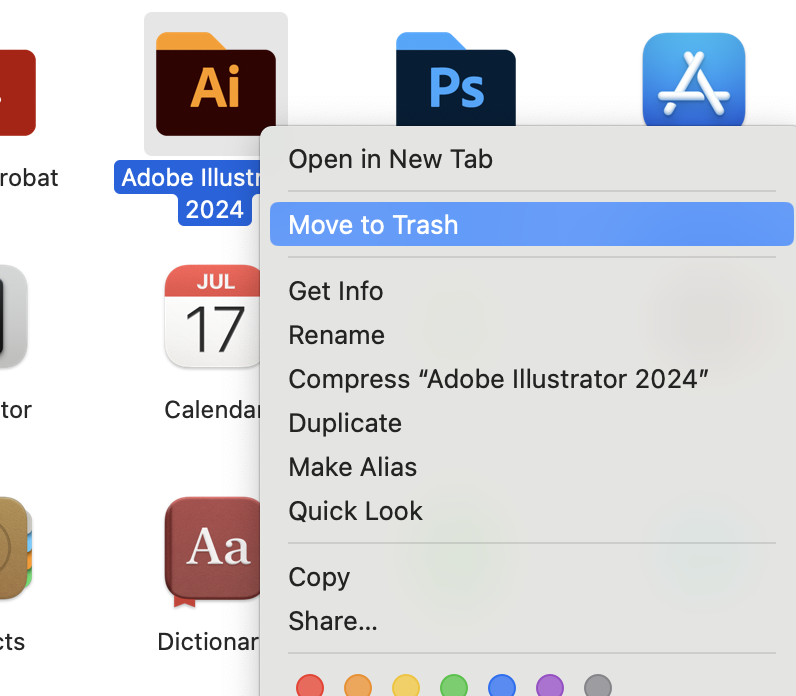 Ai
Ps
robat
Adobe Illustr
2024
Open in New Tab
Move to Trash
Get Info
Rename
Compress “Adobe Illustrator 2024”
Duplicate
Make Alias
Quick Look
Copy
Share...
JUL
17
tor
Calendar
Aa
cts
Dictionar